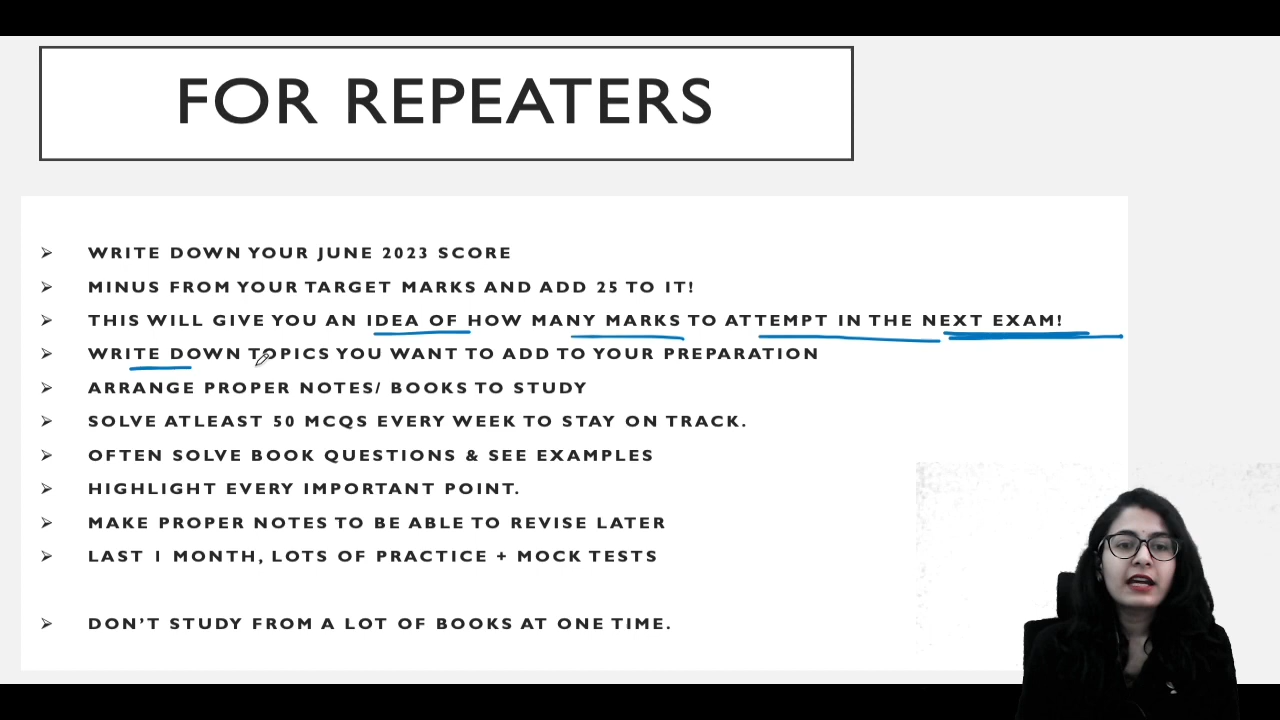 FOR REPEATERS
WRITE DOWN YOUR JUNE 2023 SCORE
MINUS FROM YOUR TARGET MARKS AND ADD 25 TO IT!
THIS WILL GIVE YOU AN IDEA OF HOW MANY MARKS TO ATTEMPT IN THE NEXT EXAM!
WRITE DOWN TOPICS YOU WANT TO ADD TO YOUR PREPARATION
ARRANGE PROPER NOTES/ BOOKS TO STUDY
SOLVE ATLEAST 50 MCQS EVERY WEEK TO STAY ON TRACK.
OFTEN SOLVE BOOK QUESTIONS & SEE EXAMPLES
HIGHLIGHT EVERY IMPORTANT POINT.
MAKE PROPER NOTES TO BE ABLE TO REVISE LATER
LAST 1 MONTH, LOTS OF PRACTICE + MOCK TESTS
DON'T STUDY FROM A LOT OF BOOKS AT ONE TIME.